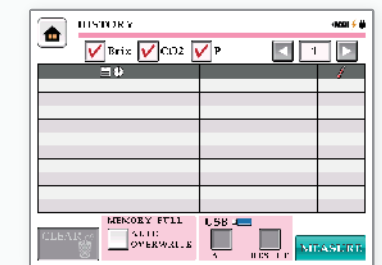 HISTORY
Brix CO2 P 1
MEMORY FULL
USB
CLEAR
AUTO
OVERWRITE
MEASURE